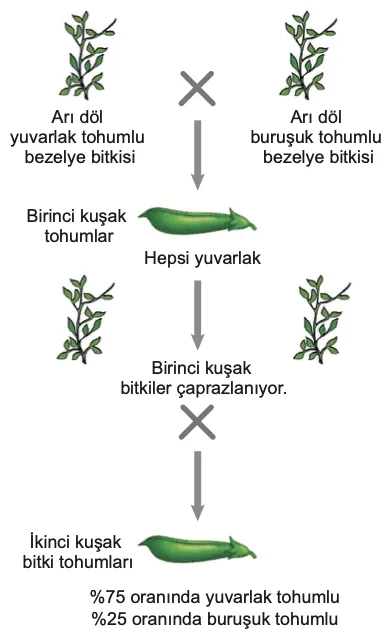 Arı döl
yuvarlak tohumlu
bezelye bitkisi
Arı döl
buruşuk tohumlu
bezelye bitkisi
Birinci kuşak
tohumlar
Hepsi yuvarlak
Birinci kuşak
bitkiler çaprazlanıyor.
İkinci kuşak
bitki tohumları
%75 oranında yuvarlak tohumlu
%25 oranında buruşuk tohumlu